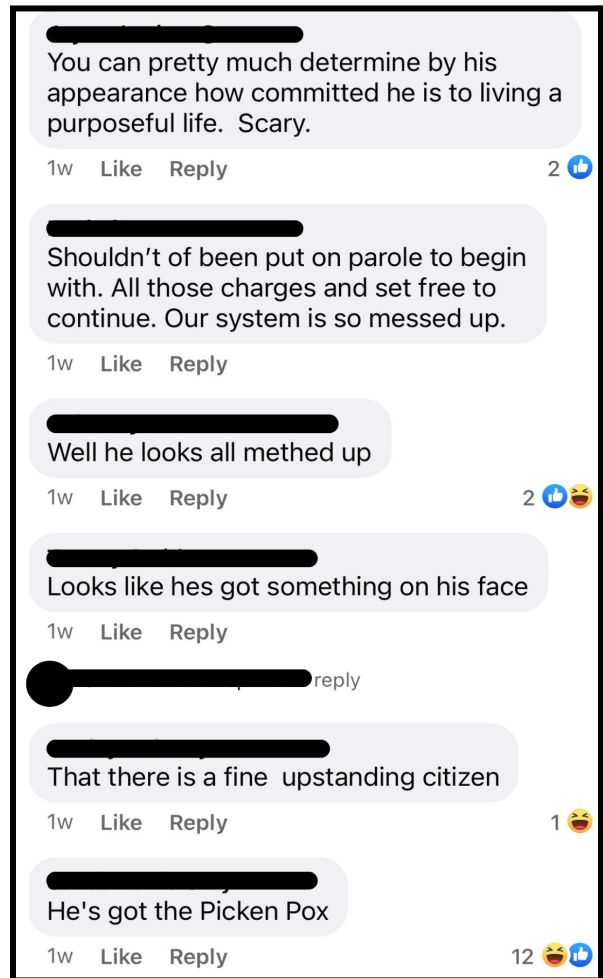 You can pretty much determine by his
appearance how committed he is to living a
purposeful life.  Scary.
1w Like Reply 2
Shouldn't of been put on parole to begin
with. All those charges and set free to
continue. Our system is so messed up.
1w Like Reply
Well he looks all methed up
1w Like Reply 2
Looks like hes got something on his face
1w Like Reply
reply
That there is a fine  upstanding citizen
1w Like Reply 1
He's got the Picken Pox
1w Like Reply 12